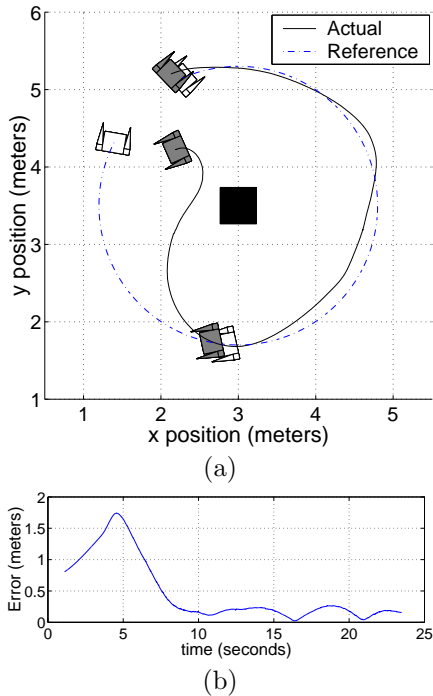 Actual
Reference
6
5
4
3
2
1
y position (meters)
1 2 3 4 5
x position (meters)
(a)
2
1.5
1
0.5
0
Error (meters)
0 5 10 15 20 25
time (seconds)
(b)